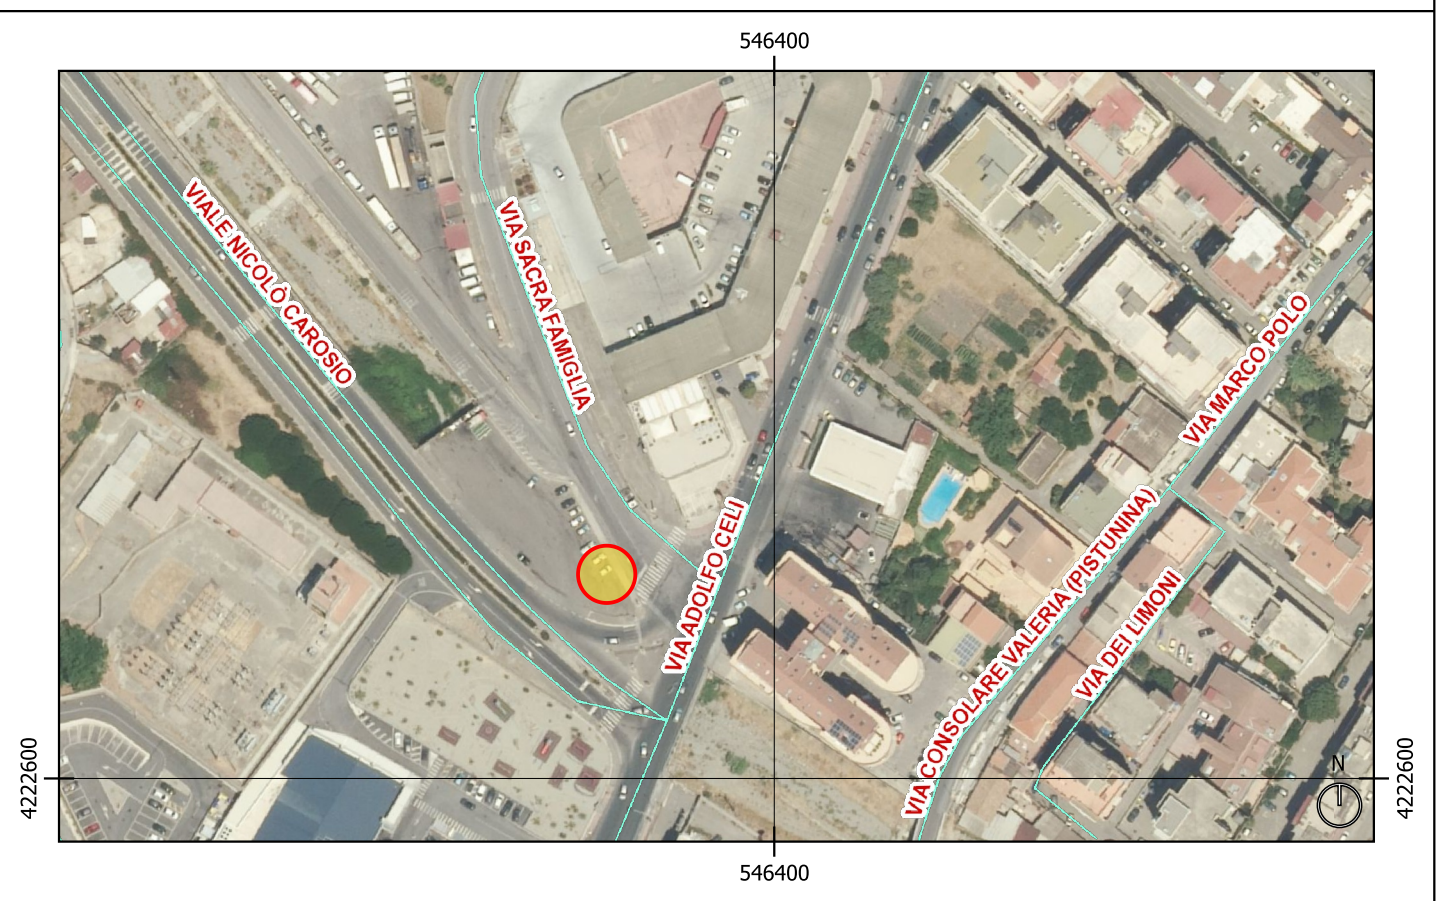 546400
VIALE NICOLÒ CAROSIO
VIA SACRA FAMIGLIA
VIA MARCO POLO
VIA ADOLFO CELI
VIA CONSOLARE VALERIA (PISTUNINA)
VIA DEI LIMONI
4222600
N
4222600
546400